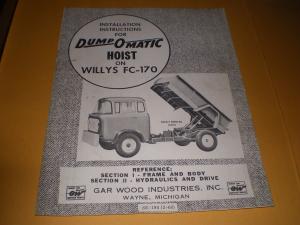 INSTALLATION
INSTRUCTIONS
FOR
DUMP O MATIC
HOIST
ON
WILLYS FC-170
REFERENCE:
SECTION I - FRAME AND BODY
SECTION II - HYDRAULICS AND DRIVE
GAR WOOD INDUSTRIES, INC.
WAYNE, MICHIGAN